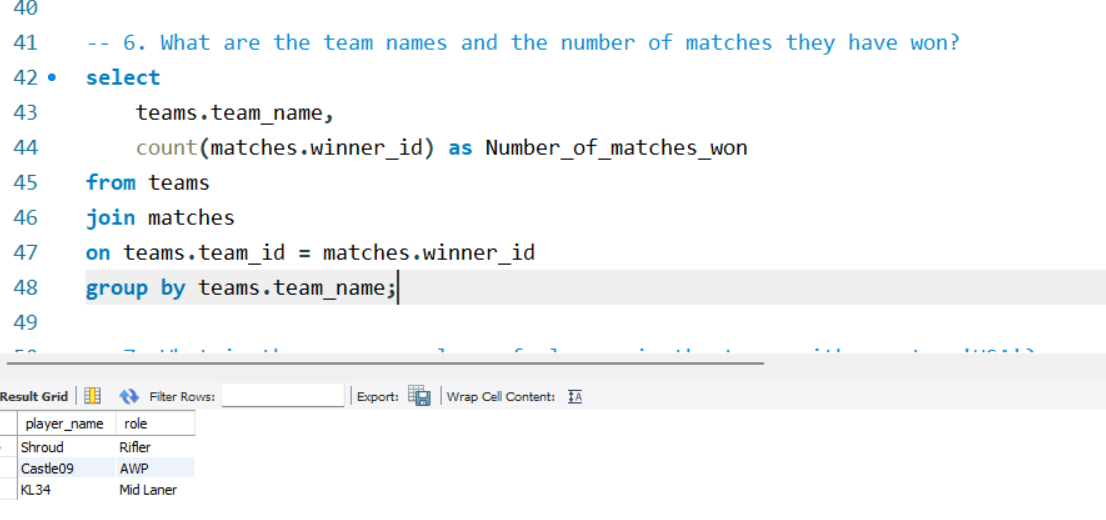 40
41 -- 6. What are the team names and the number of matches they have won?
42 select
43 teams.team_name,
44 count(matches.winner_id) as Number_of_matches_won
45 from teams
46 join matches
47 on teams.team_id = matches.winner_id
48 group by teams.team_name;
49
Result Grid Filter Rows: Export: Wrap Cell Content:
player_name role
Shroud Rifler
Castle09 AWP
KL34 Mid Laner